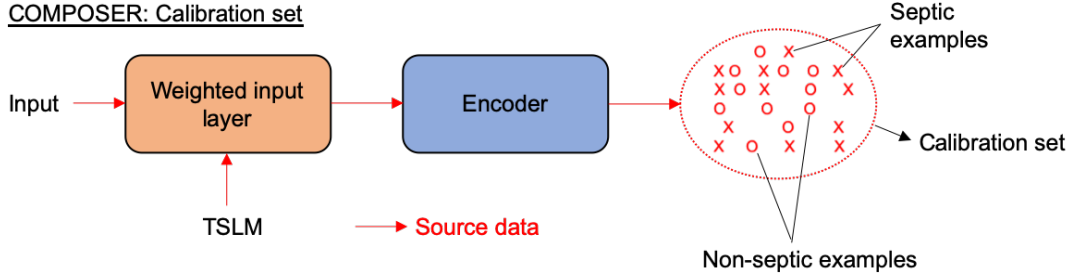 COMPOSER: Calibration set
Septic
examples
O X
X O X O O X
X O X O X
O O O
X O X
X O X X
Input
Weighted input
layer
Encoder
Calibration set
TSLM
Source data
Non-septic examples